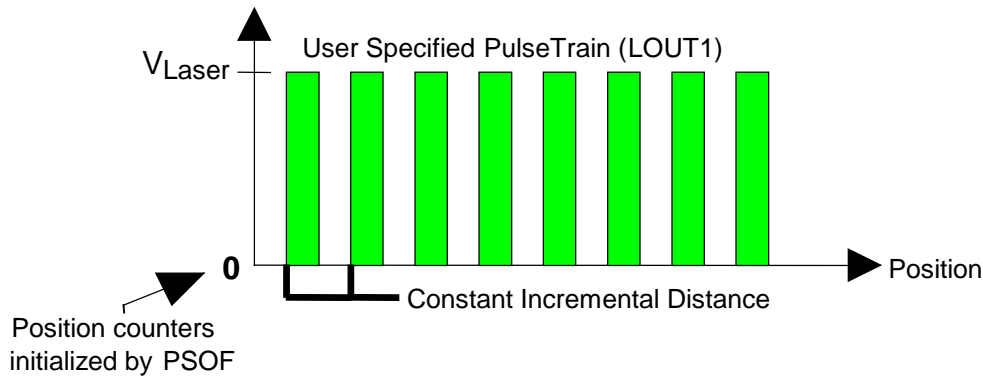 User Specified PulseTrain (LOUT1)
VLaser
0
Position
Constant Incremental Distance
Position counters
initialized by PSOF